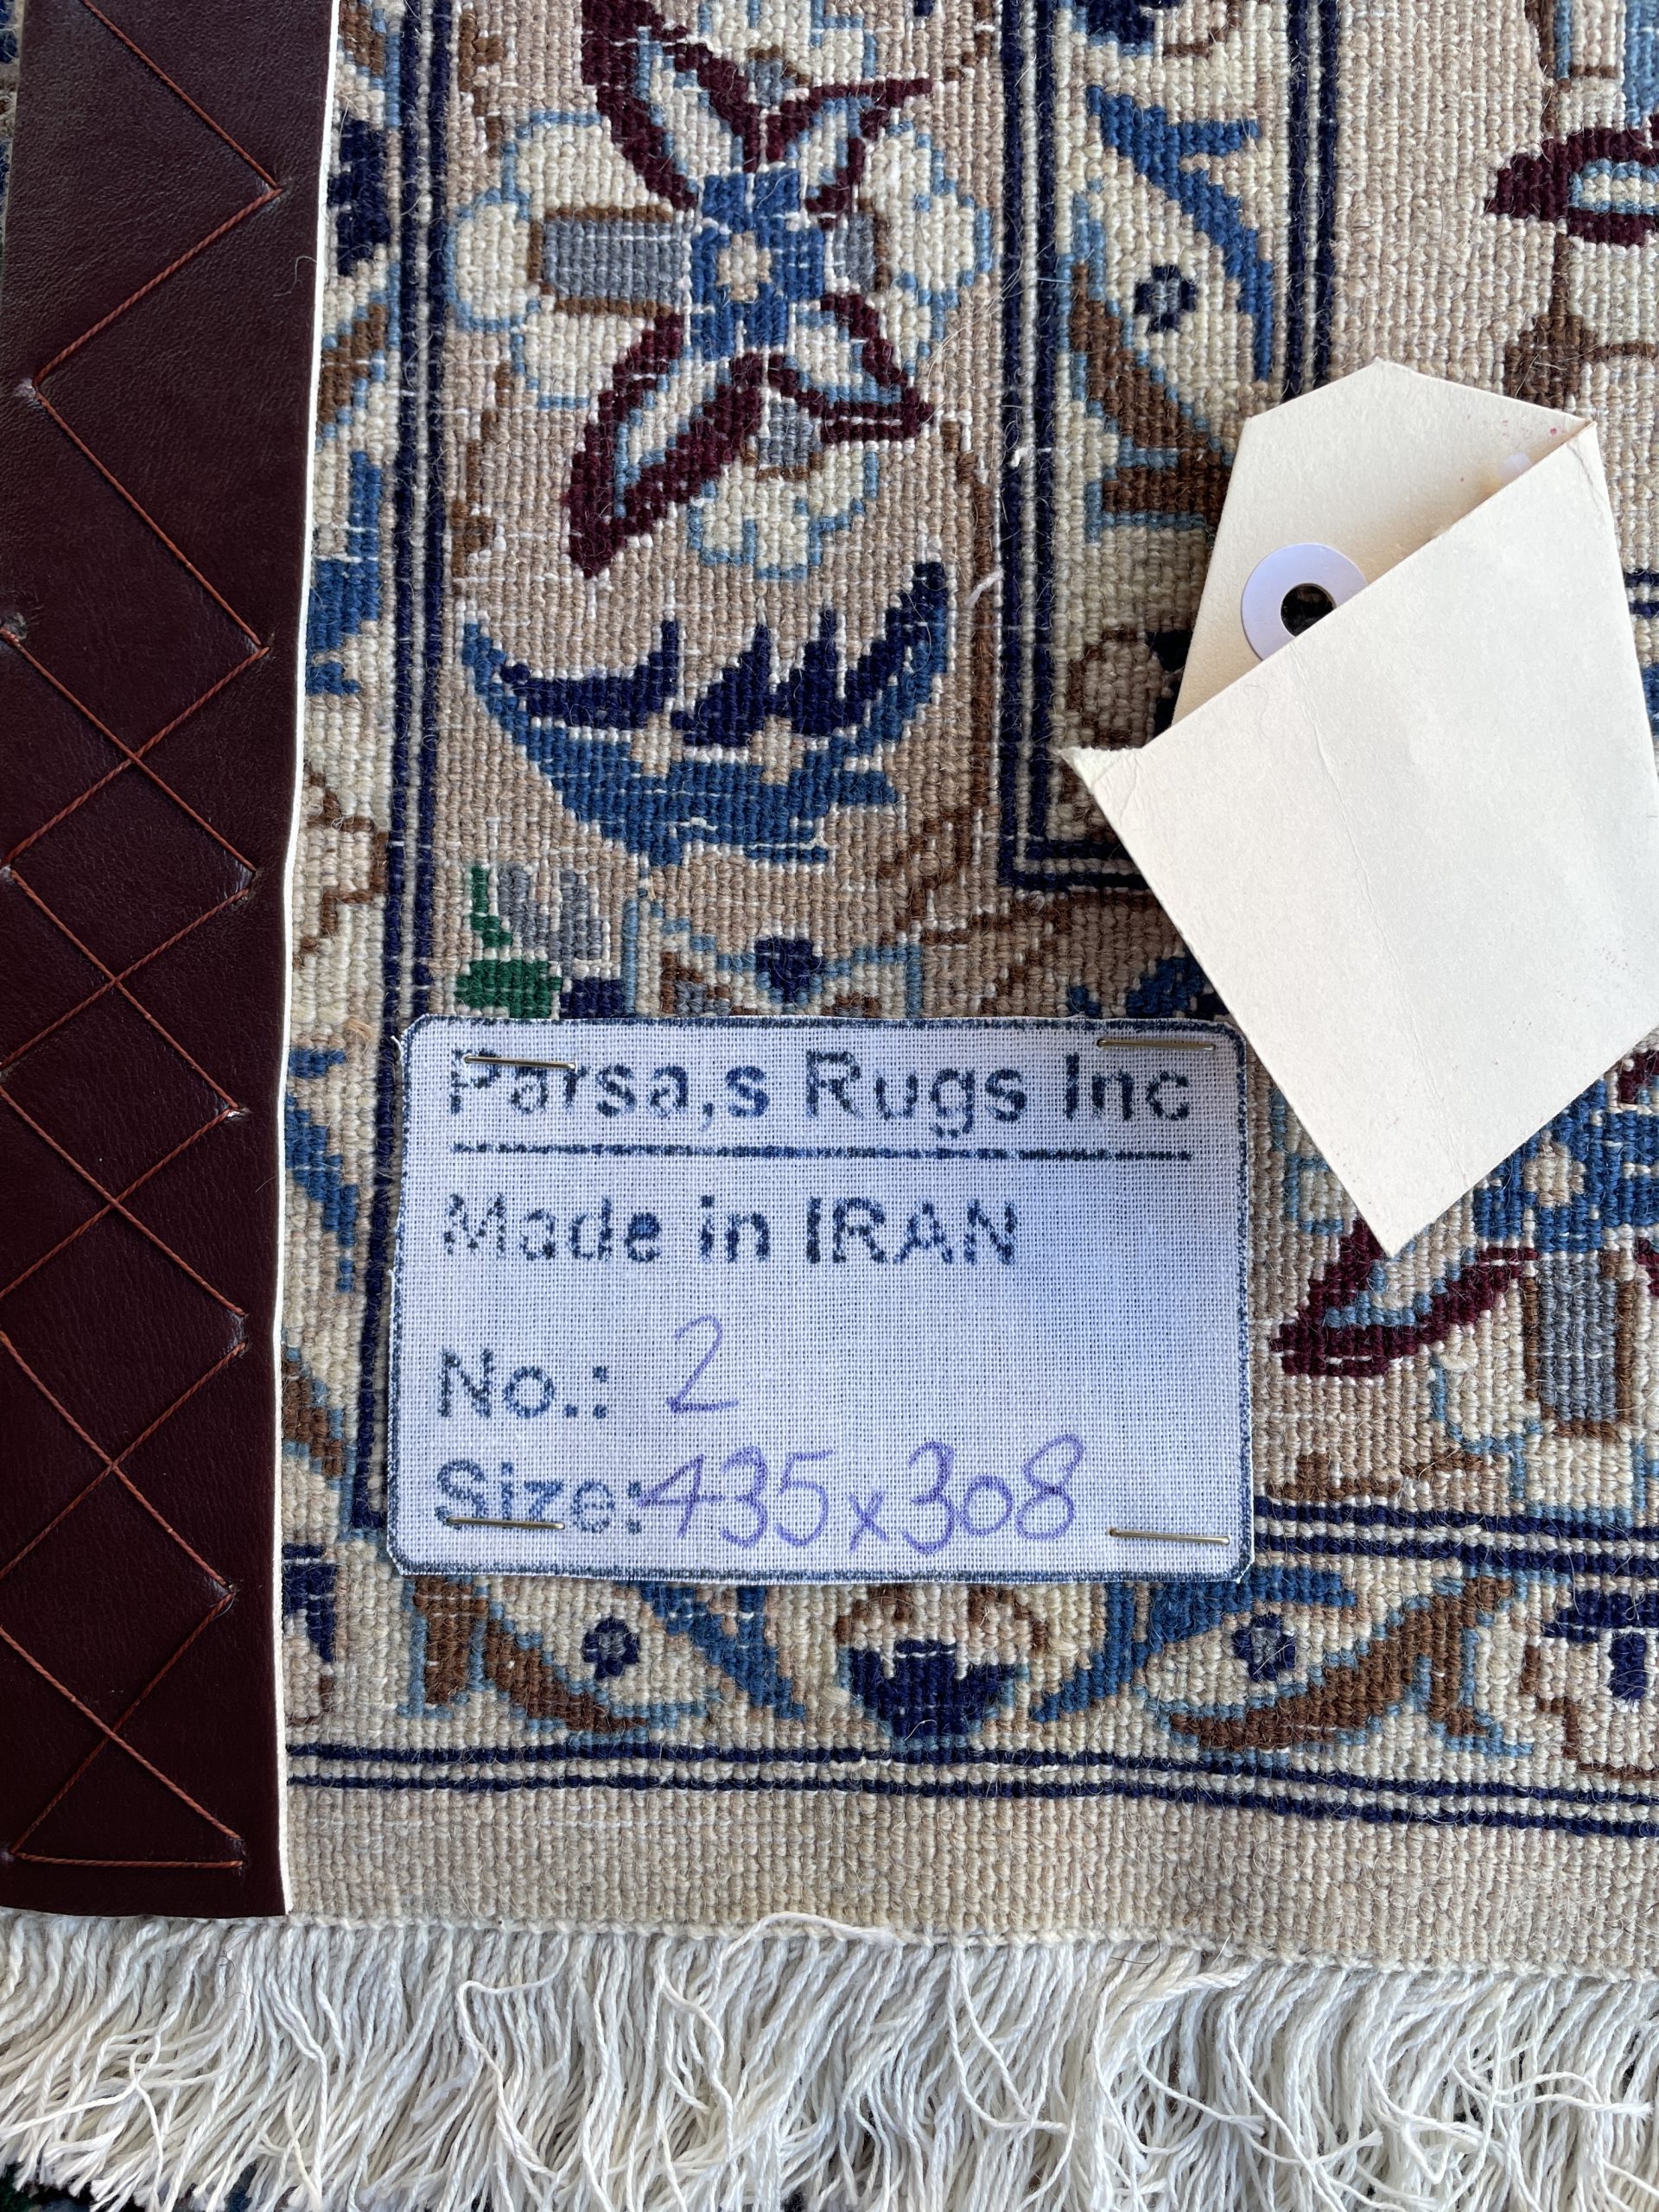 Parsa,s Rugs Inc
Made in IRAN
No.: 2
Size: 435x308